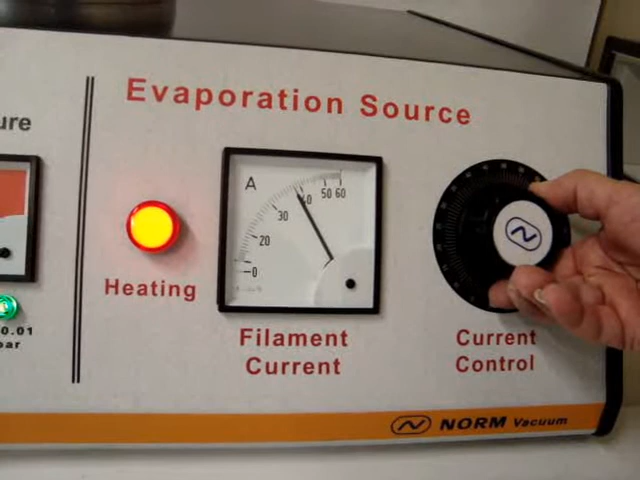 Evaporation Source
ure
A
40
50 60
30
20
0
Heating
0.01
bar
Filament
Current
Current
Control
NORM Vacuum